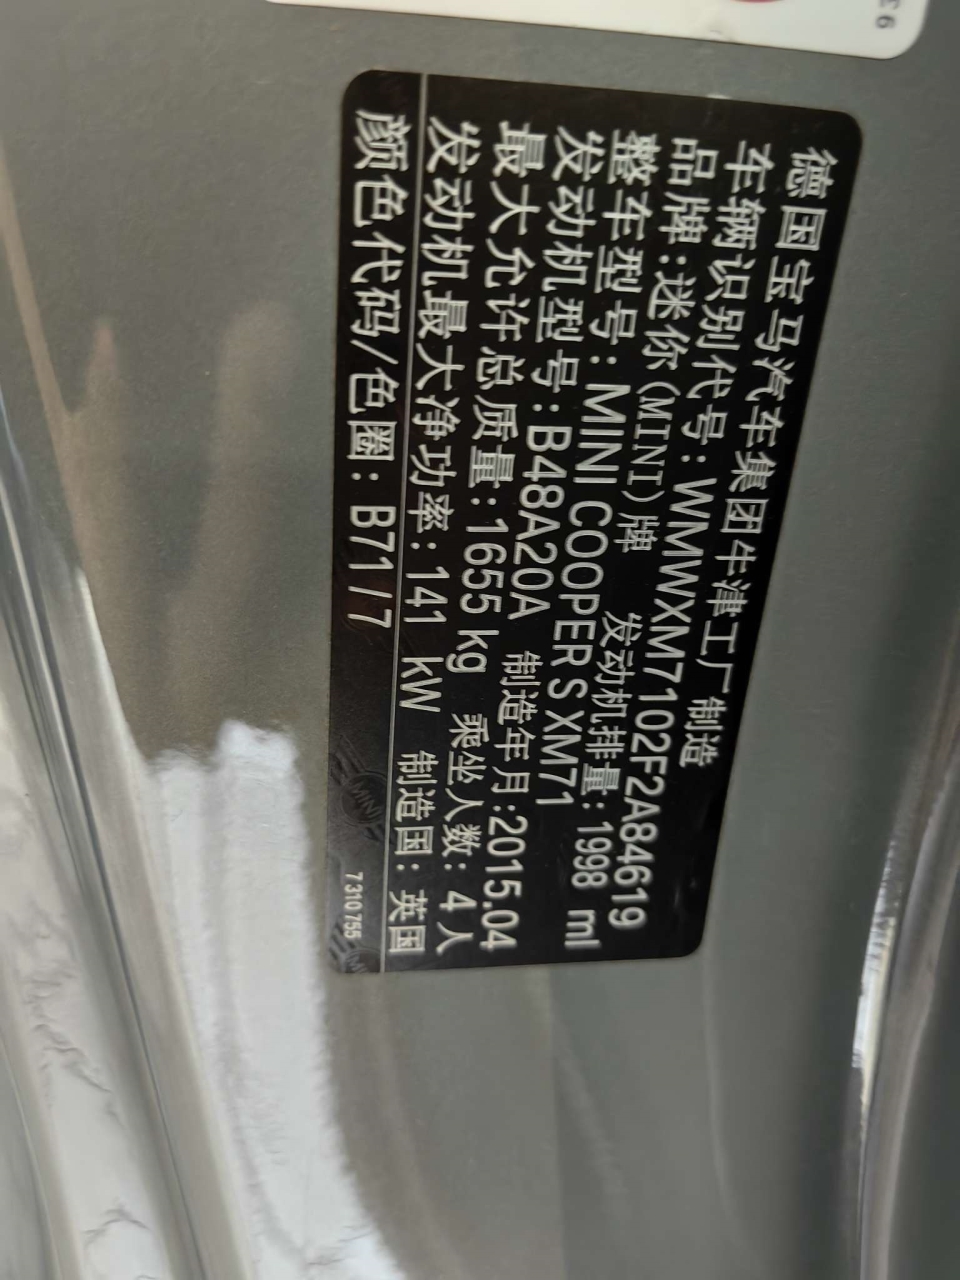 德国宝马汽车集团牛津工厂 制造
车辆识别代号: WMWXM7102F2A84619
品牌:迷你(MINI)牌 发动机排量: 1998 ml
整车型号: MINI COOPER S XM71
发动机型号: B48A20A 制造年月:2015.04
最大允许总质量: 1655 kg 乘坐人数: 4人
发动机最大净功率: 141 kW 制造国: 英国
颜色代码/色圈: B71 / 7
MINI
7 310 755